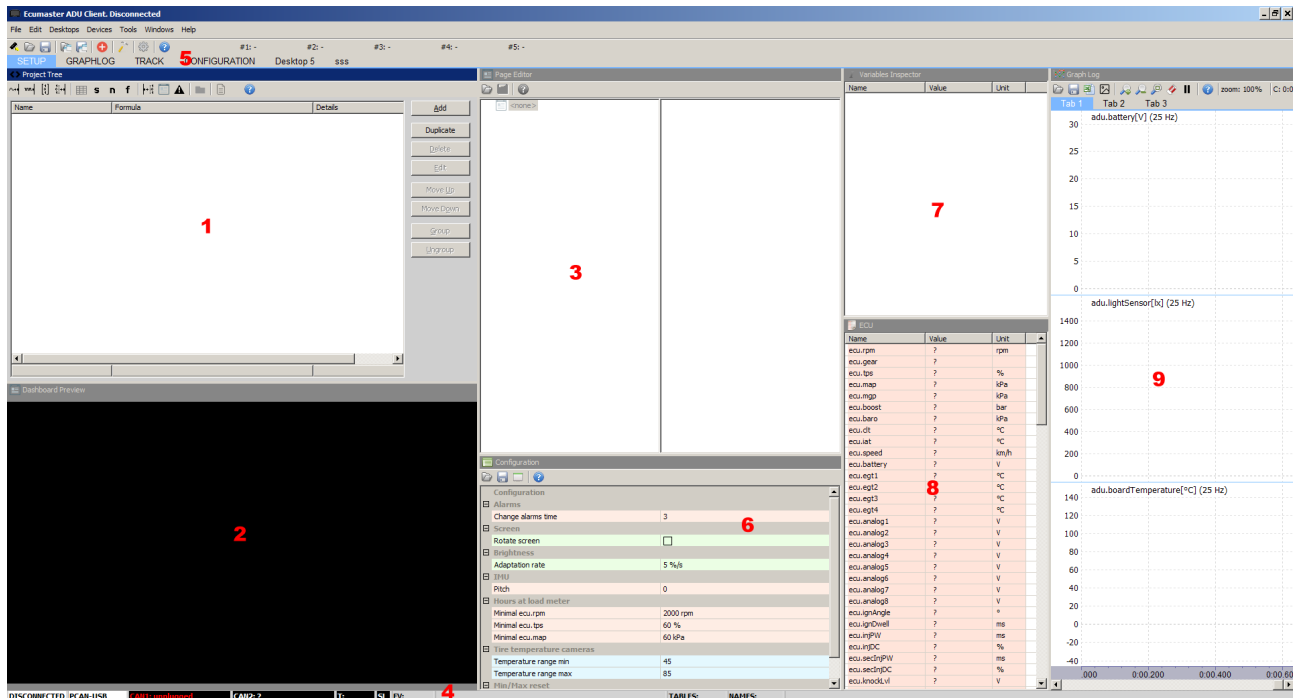 Ecumaster ADU Client. Disconnected
File Edit Desktops Devices Tools Windows Help
#1: - #2: - #3: - #4: - #5: -
SETUP GRAPHLOG TRACK 5 CONFIGURATION Desktop 5 sss
Project Tree
s n f
Name Formula Details
Add
Duplicate
Delete
Edit
Move Up
Move Down
Group
Ungroup
1
Dashboard Preview
2
Page Editor
<none>
3
Configuration
Configuration
Alarms
Change alarms time 3
Screen
Rotate screen
6
Brightness
Adaptation rate 5 %/s
IMU
Pitch 0
Hours at load meter
Minimal ecu.rpm 2000 rpm
Minimal ecu.tps 60 %
Minimal ecu.map 60 kPa
Tire temperature cameras
Temperature range min 45
Temperature range max 85
Min/Max reset
Variables Inspector
Name Value Unit
7
ECU
Name Value Unit
ecu.rpm ? rpm
ecu.gear ?
ecu.tps ? %
ecu.map ? kPa
ecu.mgp ? kPa
ecu.boost ? bar
ecu.baro ? kPa
ecu.clt ? °C
ecu.iat ? °C
ecu.speed ? km/h
ecu.battery ? V
ecu.egt1 ? °C
ecu.egt2 ? °C
8
ecu.egt3 ? °C
ecu.egt4 ? °C
ecu.analog1 ? V
ecu.analog2 ? V
ecu.analog3 ? V
ecu.analog4 ? V
ecu.analog5 ? V
ecu.analog6 ? V
ecu.analog7 ? V
ecu.analog8 ? V
ecu.ignAngle ? °
ecu.ignDwell ? ms
ecu.injPW ? ms
ecu.injDC ? %
ecu.secInjPW ? ms
ecu.secInjDC ? %
ecu.knockLvl ? V
Graph Log
zoom: 100% C: 0:0
Tab 1 Tab 2 Tab 3
adu.battery[V] (25 Hz)
30
25
20
15
10
5
0
adu.lightSensor[lx] (25 Hz)
1400
1200
1000
800
600
400
200
0
9
adu.boardTemperature[°C] (25 Hz)
140
120
100
80
60
40
20
0
-20
-40
.000 0:00.200 0:00.400 0:00.60
DISCONNECTED PCAN-USB CAN1: unplugged CAN2: ? T: SL FV: 4 TABLES: NAMES: